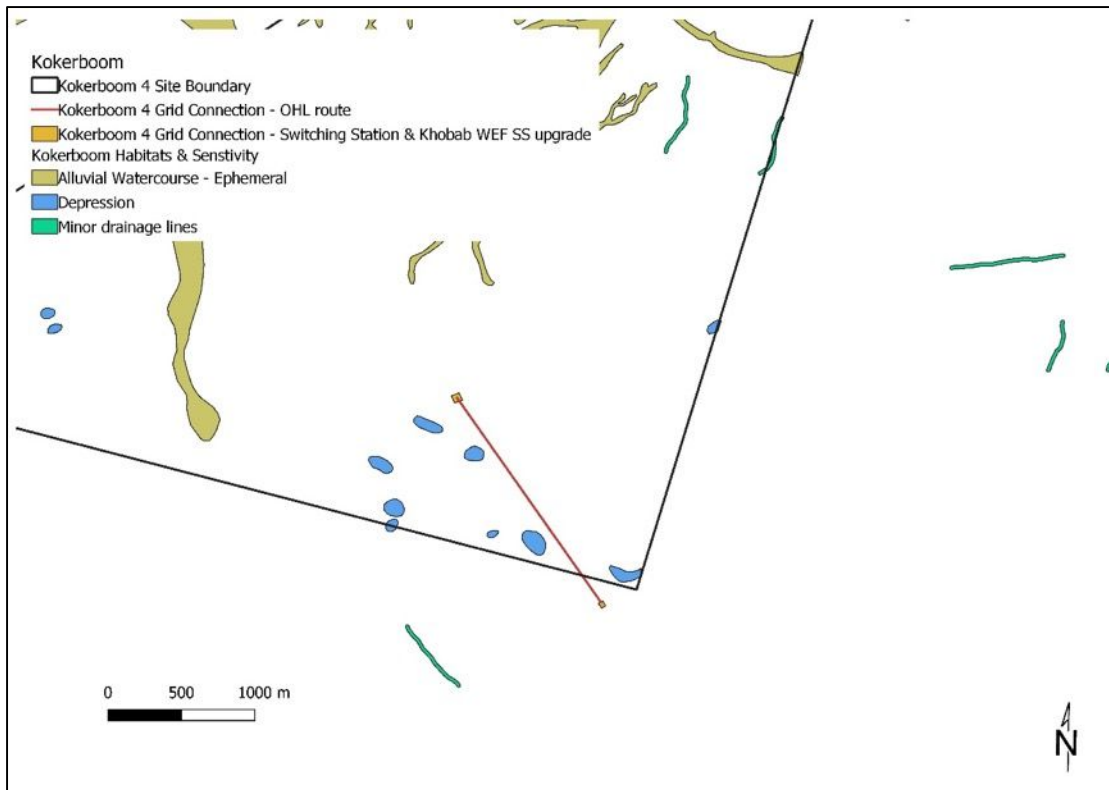 Kokerboom
Kokerboom 4 Site Boundary
Kokerboom 4 Grid Connection - OHL route
Kokerboom 4 Grid Connection - Switching Station & Khobab WEF SS upgrade
Kokerboom Habitats & Senstivity
Alluvial Watercourse - Ephemeral
Depression
Minor drainage lines
0 500 1000 m
N